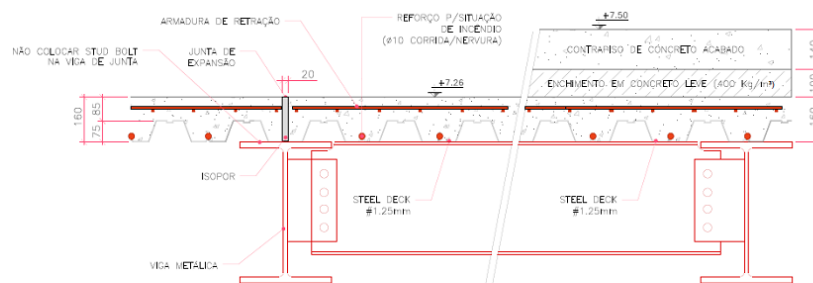 ARMADURA DE RETRAÇÃO
REFORÇO P/SITUAÇÃO
DE INCÊNDIO
(ø10 CORRIDA/NERVURA)
+7.50
NÃO COLOCAR STUD BOLT
NA VIGA DE JUNTA
JUNTA DE
EXPANSÃO
20
CONTRAPISO DE CONCRETO ACABADO
+7.26
ENCHIMENTO EM CONCRETO LEVE (400 Kg/m³)
160
85
75
160
ISOPOR
STEEL DECK
#1.25mm
STEEL DECK
#1.25mm
VIGA METÁLICA